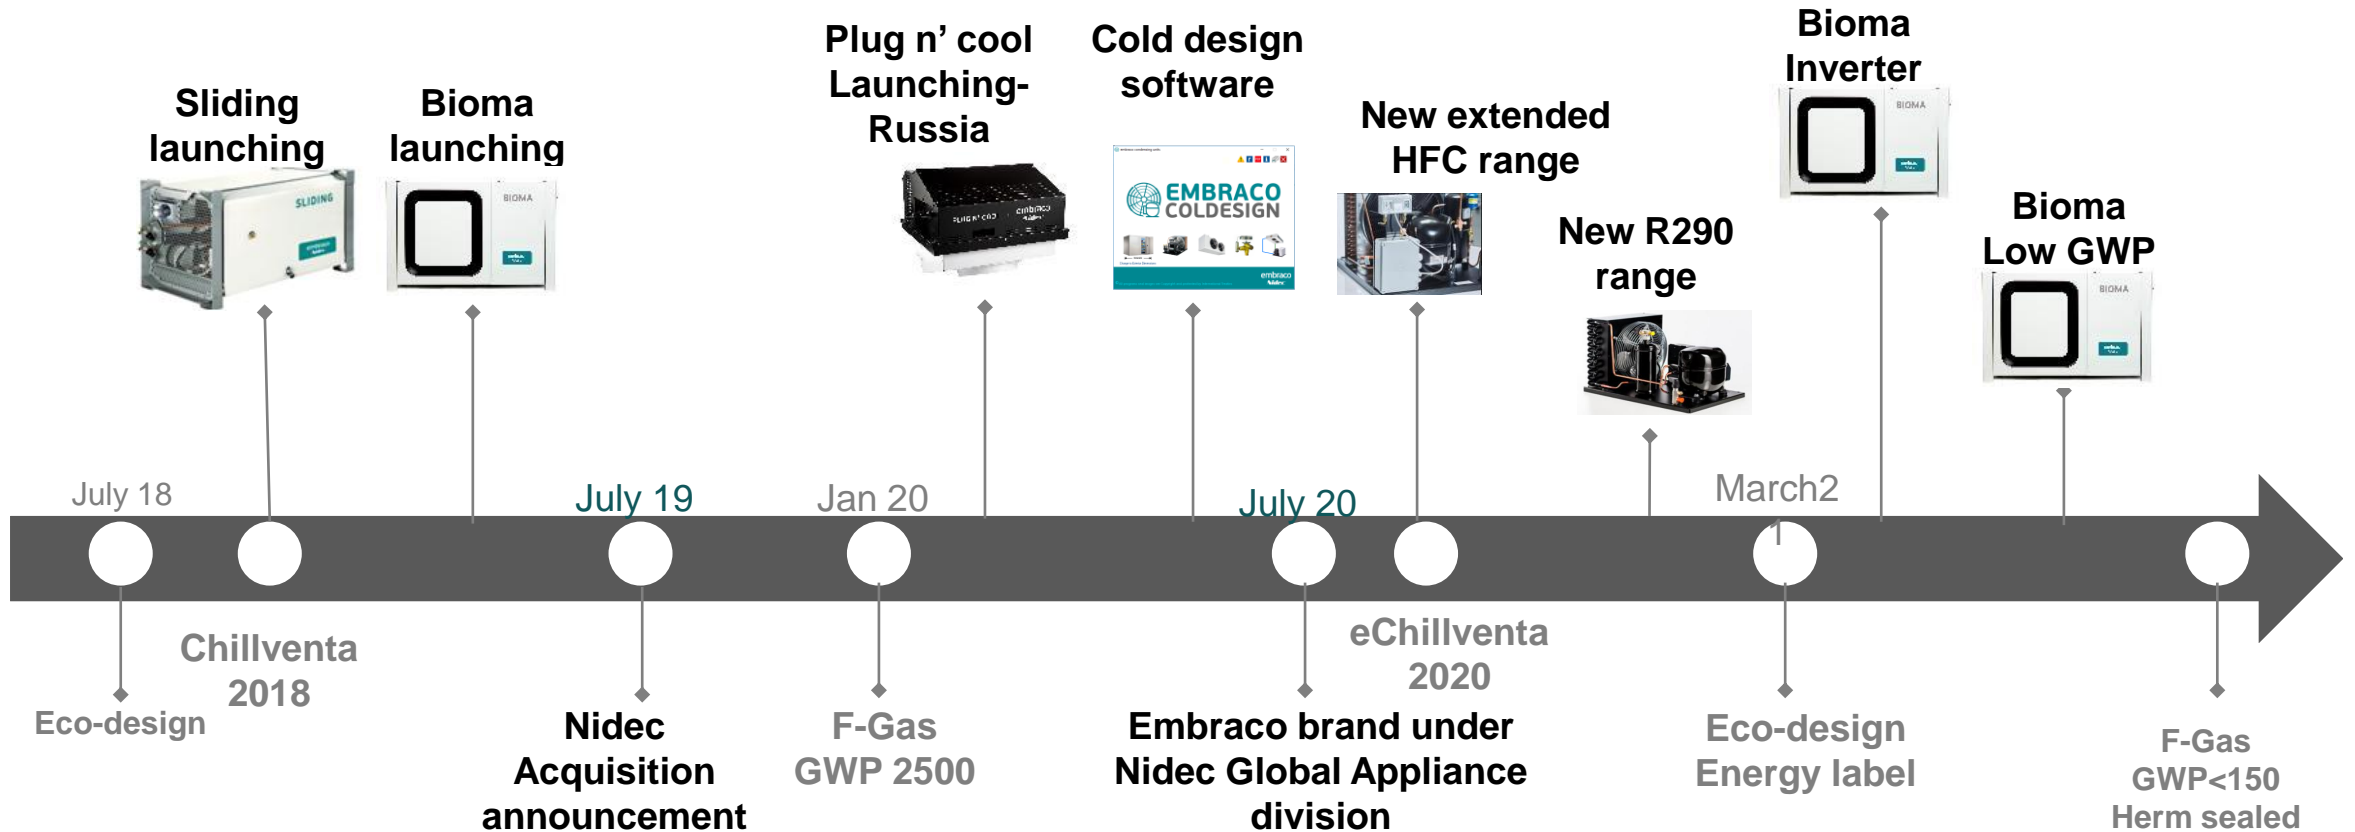 Sliding
launching
SLIDING
Bioma
launching
BIOMA
Plug n’ cool
Launching-
Russia
embraco
Cold design
software
EMBRACO
COLDESIGN
embraco
Nidec
New extended
HFC range
New R290
range
Bioma
Inverter
BIOMA
Bioma
Low GWP
BIOMA
July 18
July 19
Jan 20
July 20
March2
1
Eco-design
Chillventa
2018
Nidec
Acquisition
announcement
F-Gas
GWP 2500
Embraco brand under
Nidec Global Appliance
division
eChillventa
2020
Eco-design
Energy label
F-Gas
GWP<150
Herm sealed